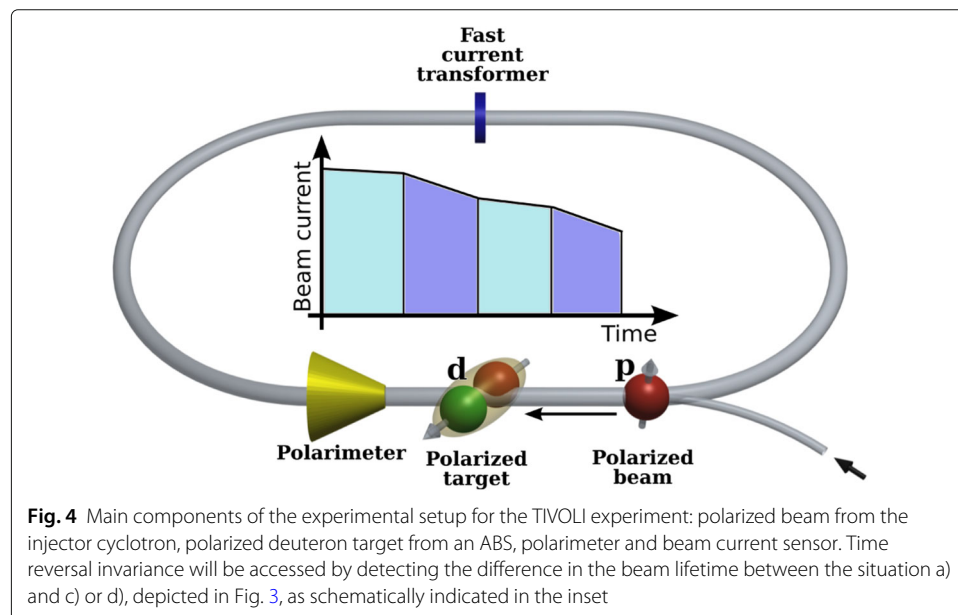 Fast
current
transformer
Beam current
Time
d
p
Polarimeter
Polarized
target
Polarized
beam
Fig. 4 Main components of the experimental setup for the TIVOLI experiment: polarized beam from the
injector cyclotron, polarized deuteron target from an ABS, polarimeter and beam current sensor. Time
reversal invariance will be accessed by detecting the difference in the beam lifetime between the situation a)
and c) or d), depicted in Fig. 3, as schematically indicated in the inset